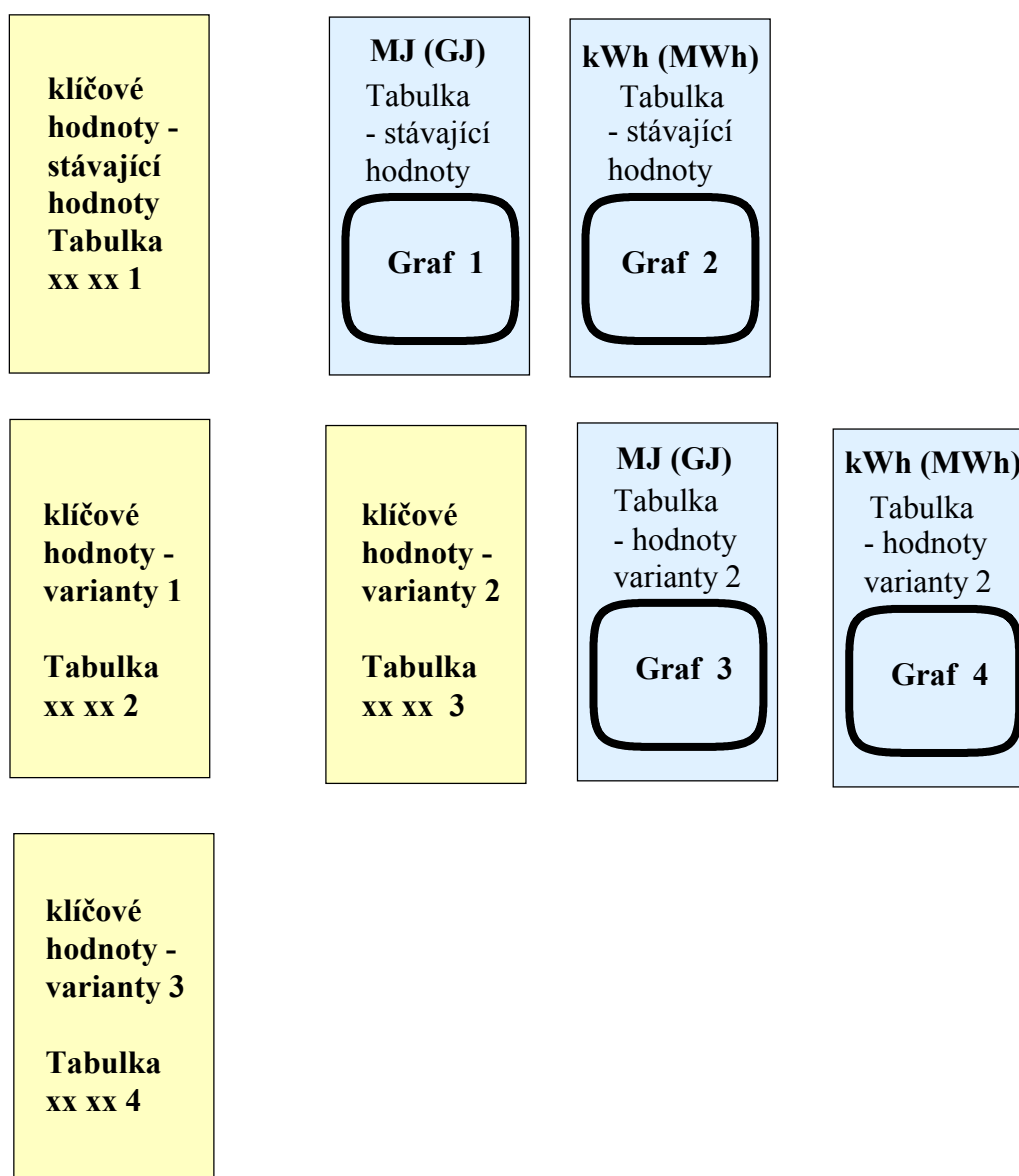 klíčové
hodnoty -
stávající
hodnoty
Tabulka
xx xx 1
MJ (GJ)
Tabulka
- stávající
hodnoty
Graf 1
kWh (MWh)
Tabulka
- stávající
hodnoty
Graf 2
klíčové
hodnoty -
varianty 1
Tabulka
xx xx 2
klíčové
hodnoty -
varianty 2
Tabulka
xx xx 3
MJ (GJ)
Tabulka
- hodnoty
varianty 2
Graf 3
kWh (MWh)
Tabulka
- hodnoty
varianty 2
Graf 4
klíčové
hodnoty -
varianty 3
Tabulka
xx xx 4